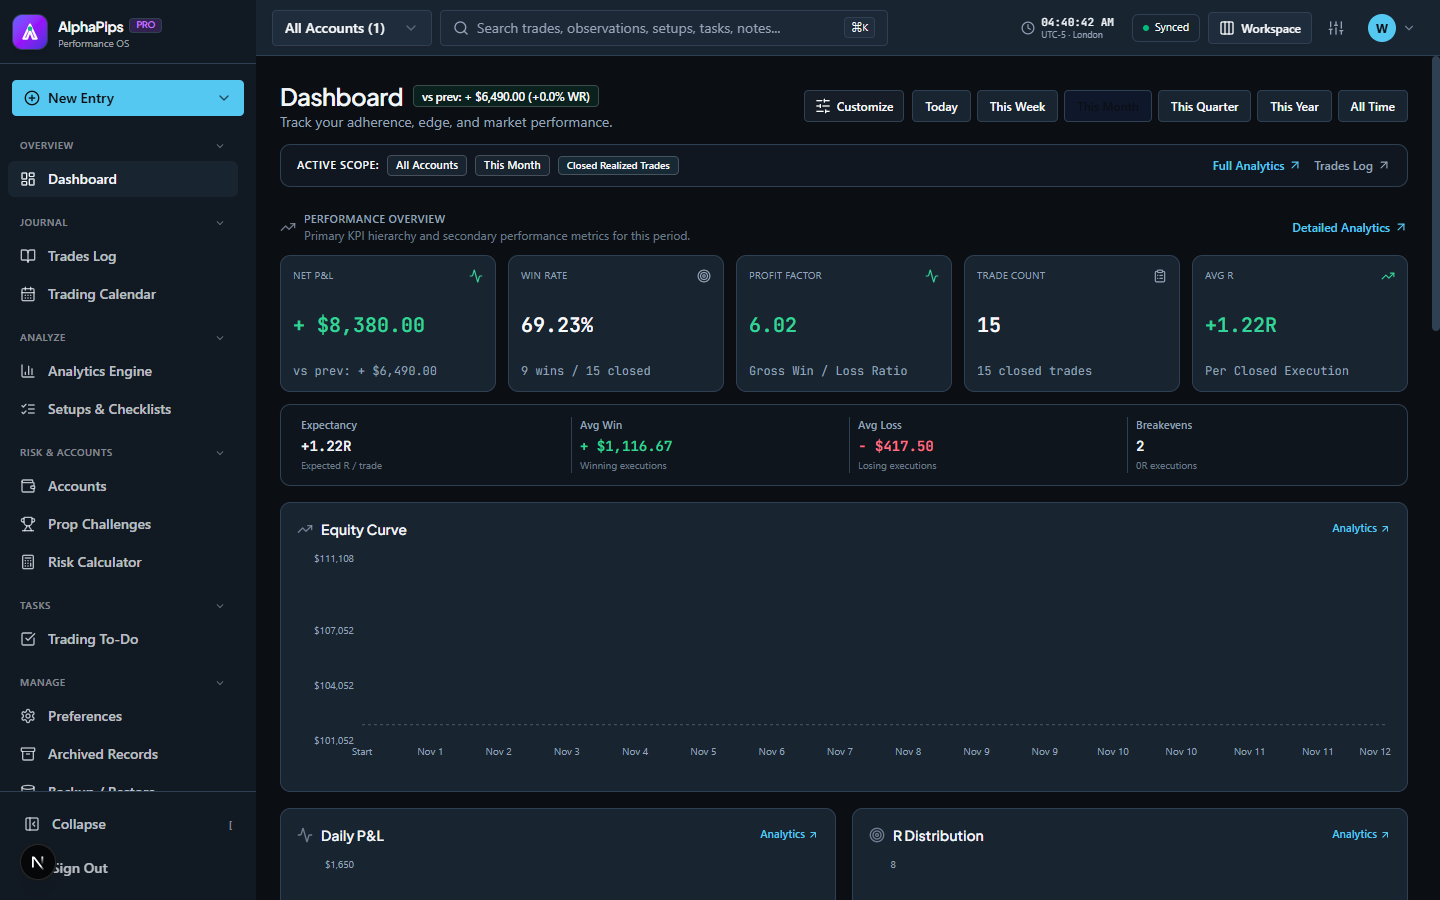 AlphaPips PRO
Performance OS
All Accounts (1)
Search trades, observations, setups, tasks, notes...
⌘K
04:40:42 AM
UTC-5 · London
Synced
Workspace
W
New Entry
OVERVIEW
Dashboard
JOURNAL
Trades Log
Trading Calendar
ANALYZE
Analytics Engine
Setups & Checklists
RISK & ACCOUNTS
Accounts
Prop Challenges
Risk Calculator
TASKS
Trading To-Do
MANAGE
Preferences
Archived Records
Backup / Restore
Collapse [
N
Sign Out
Dashboard
vs prev: + $6,490.00 (+0.0% WR)
Track your adherence, edge, and market performance.
Customize
Today
This Week
This Month
This Quarter
This Year
All Time
ACTIVE SCOPE: All Accounts This Month Closed Realized Trades
Full Analytics
Trades Log
PERFORMANCE OVERVIEW
Primary KPI hierarchy and secondary performance metrics for this period.
Detailed Analytics
NET P&L
+ $8,380.00
vs prev: + $6,490.00
WIN RATE
69.23%
9 wins / 15 closed
PROFIT FACTOR
6.02
Gross Win / Loss Ratio
TRADE COUNT
15
15 closed trades
AVG R
+1.22R
Per Closed Execution
Expectancy
+1.22R
Expected R / trade
Avg Win
+ $1,116.67
Winning executions
Avg Loss
- $417.50
Losing executions
Breakevens
2
0R executions
Equity Curve
Analytics
$111,108
$107,052
$104,052
$101,052
Start Nov 1 Nov 2 Nov 3 Nov 4 Nov 5 Nov 6 Nov 7 Nov 8 Nov 9 Nov 9 Nov 10 Nov 10 Nov 11 Nov 11 Nov 12
Daily P&L
Analytics
$1,650
R Distribution
Analytics
8